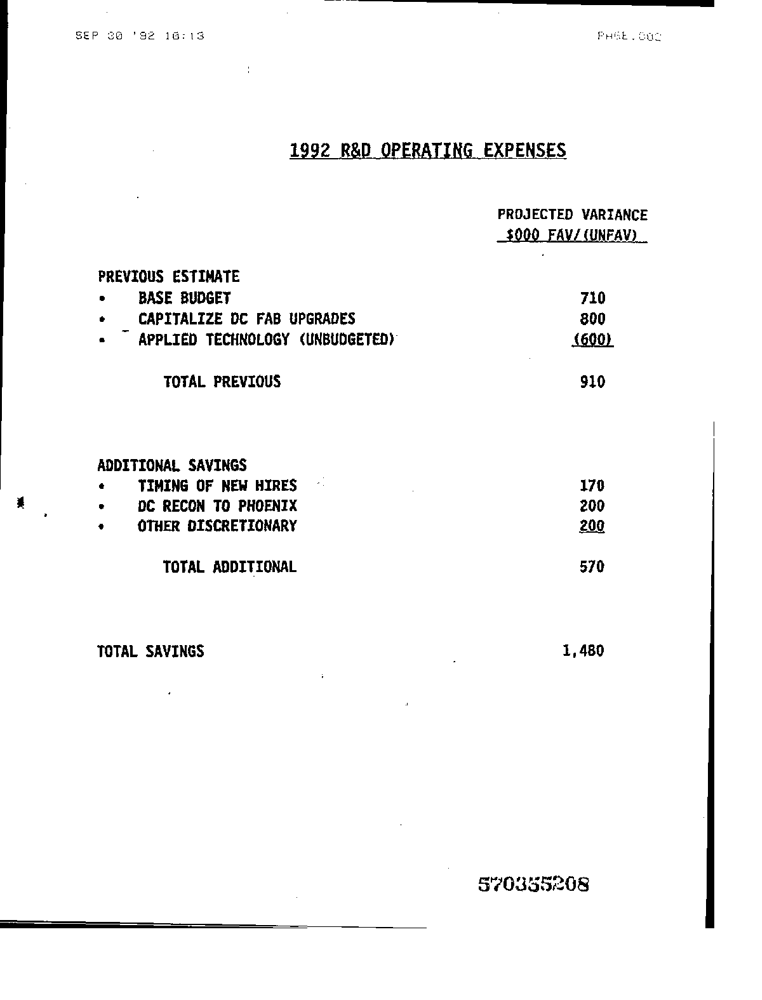 SEP 30 '92 16:13 PAGE.002
1992 R&D OPERATING EXPENSES
PROJECTED VARIANCE
$000 FAV/(UNFAV)
PREVIOUS ESTIMATE
• BASE BUDGET 710
• CAPITALIZE DC FAB UPGRADES 800
• APPLIED TECHNOLOGY (UNBUDGETED) (600)
TOTAL PREVIOUS 910
ADDITIONAL SAVINGS
• TIMING OF NEW HIRES 170
• DC RECON TO PHOENIX 200
• OTHER DISCRETIONARY 200
TOTAL ADDITIONAL 570
TOTAL SAVINGS 1,480
570355208